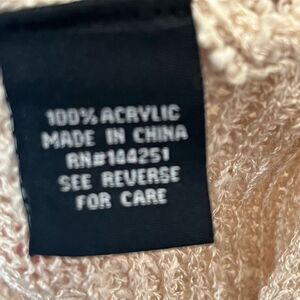 100% ACRYLIC
MADE IN CHINA
RN#144251
SEE REVERSE
FOR CARE